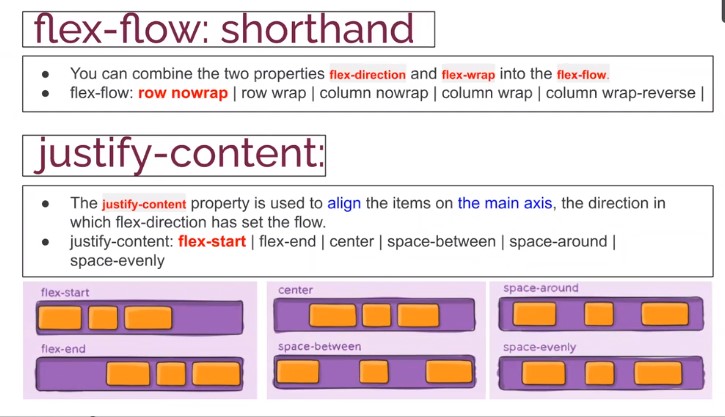 flex-flow: shorthand
● You can combine the two properties flex-direction and flex-wrap into the flex-flow.
● flex-flow: row nowrap | row wrap | column nowrap | column wrap | column wrap-reverse |
justify-content:
● The justify-content property is used to align the items on the main axis, the direction in
which flex-direction has set the flow.
● justify-content: flex-start | flex-end | center | space-between | space-around |
space-evenly
flex-start
flex-end
center
space-between
space-around
space-evenly